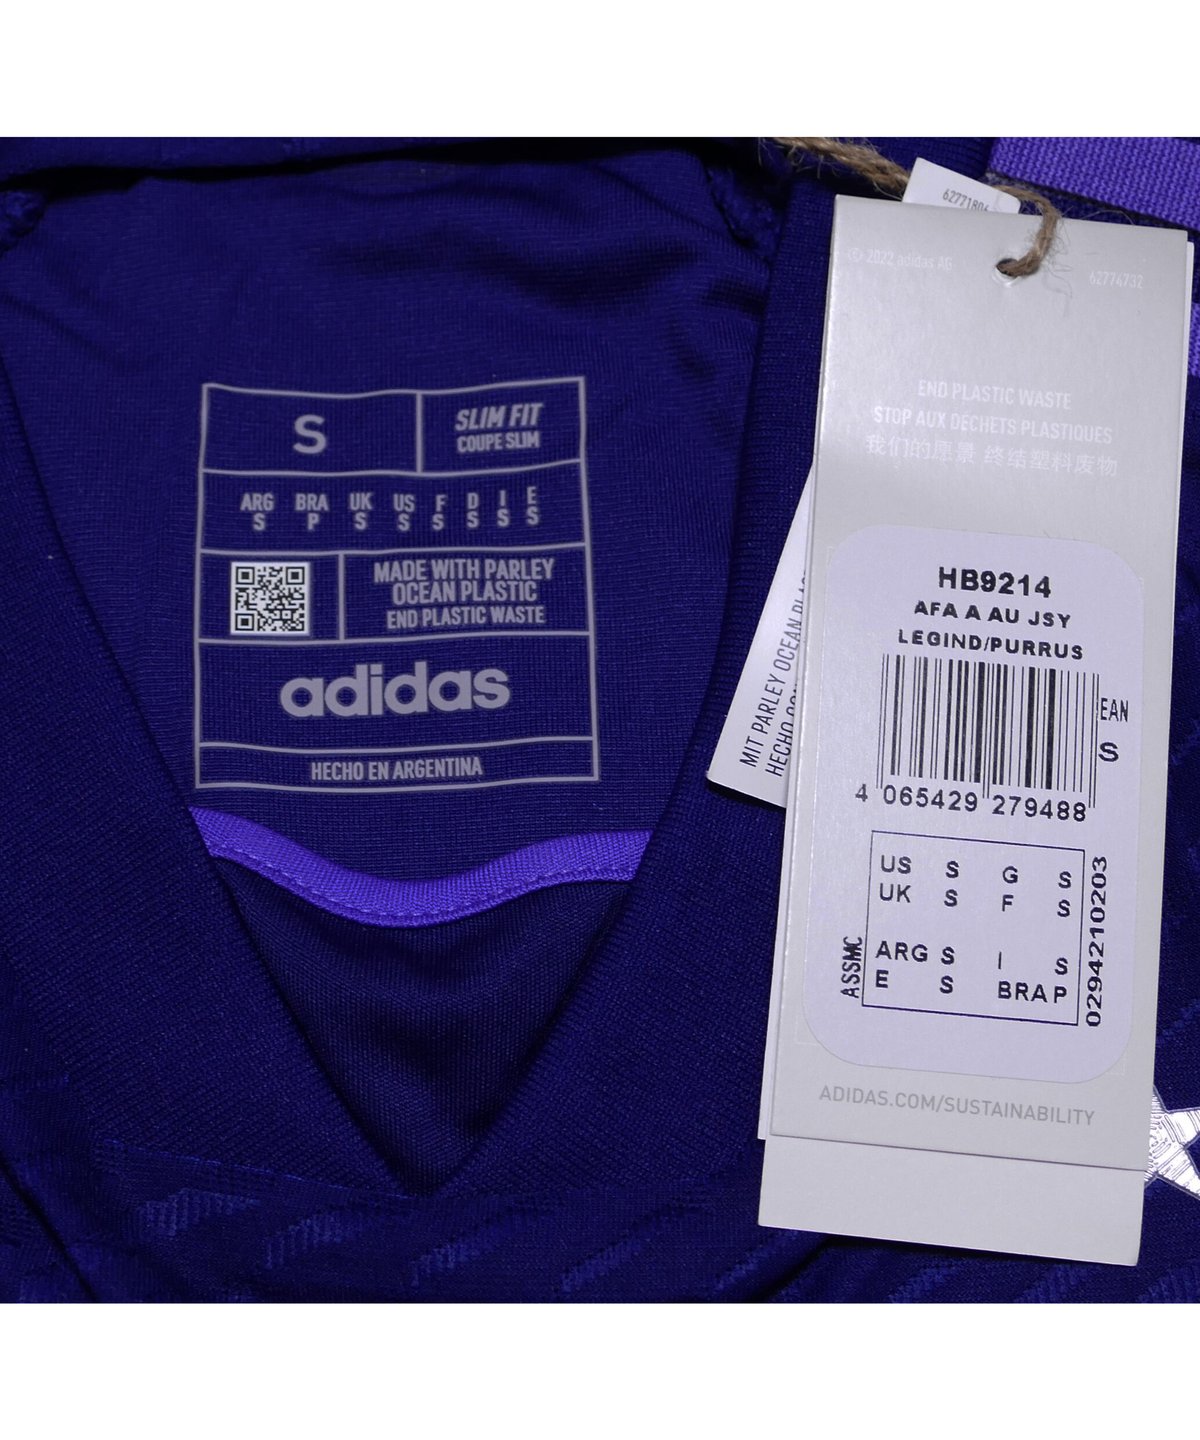 S
SLIM FIT
COUPE SLIM
ARG BRA UK US F D I E
S P S S S S S S
MADE WITH PARLEY
OCEAN PLASTIC
END PLASTIC WASTE
adidas
HECHO EN ARGENTINA
62771806
© 2022 adidas AG
62774732
END PLASTIC WASTE
STOP AUX DÉCHETS PLASTIQUES
我们的愿景 终结塑料废物
MIT PARLEY OCEAN
HECHO
HB9214
AFA A AU JSY
LEGIND/PURRUS
EAN
S
4 065429 279488
US S G S
UK S F S
ARG S I S
E S BRA P
ASSMC
0294210203
ADIDAS.COM/SUSTAINABILITY